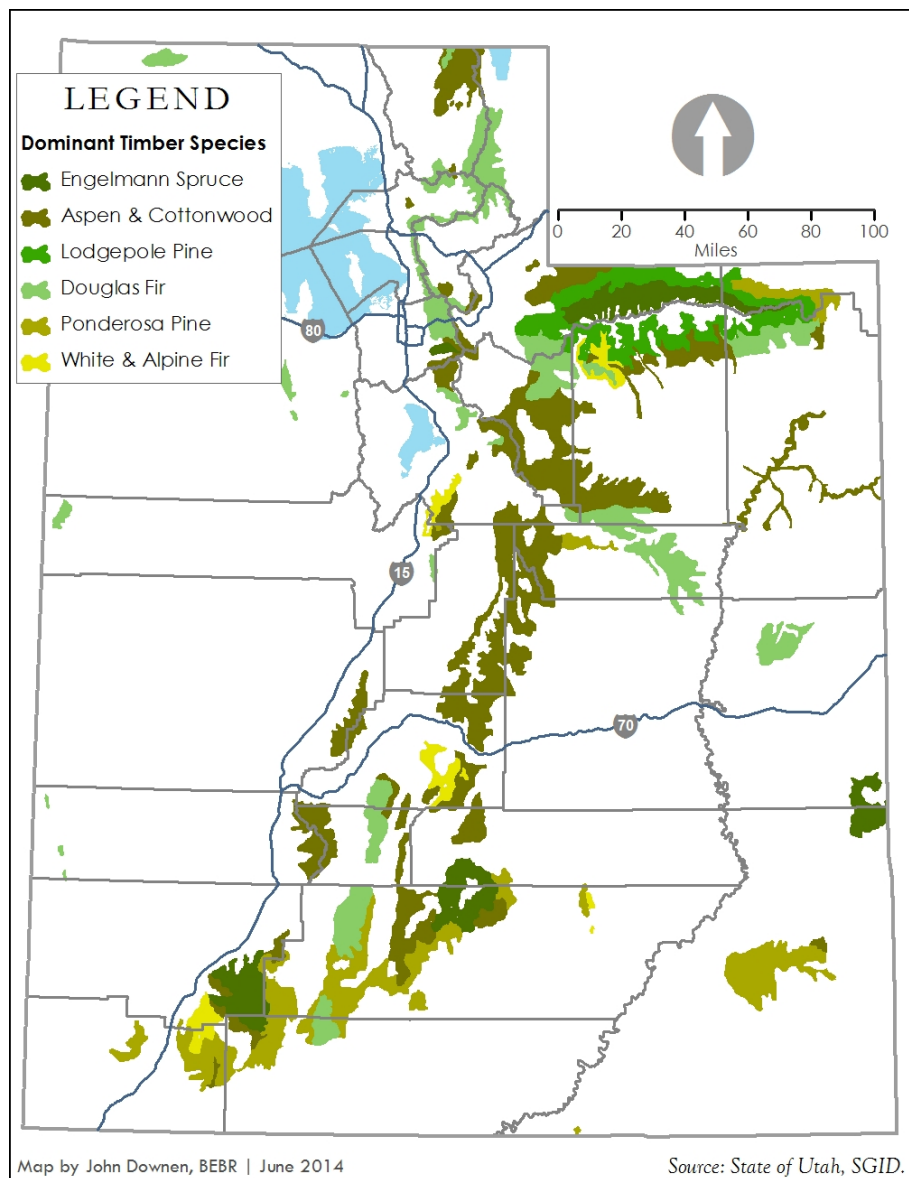 LEGEND
Dominant Timber Species
Engelmann Spruce
Aspen & Cottonwood
Lodgepole Pine
Douglas Fir
Ponderosa Pine
White & Alpine Fir
0 20 40 60 80 100
Miles
80
15
70
Map by John Downen, BEBR | June 2014
Source: State of Utah, SGID.